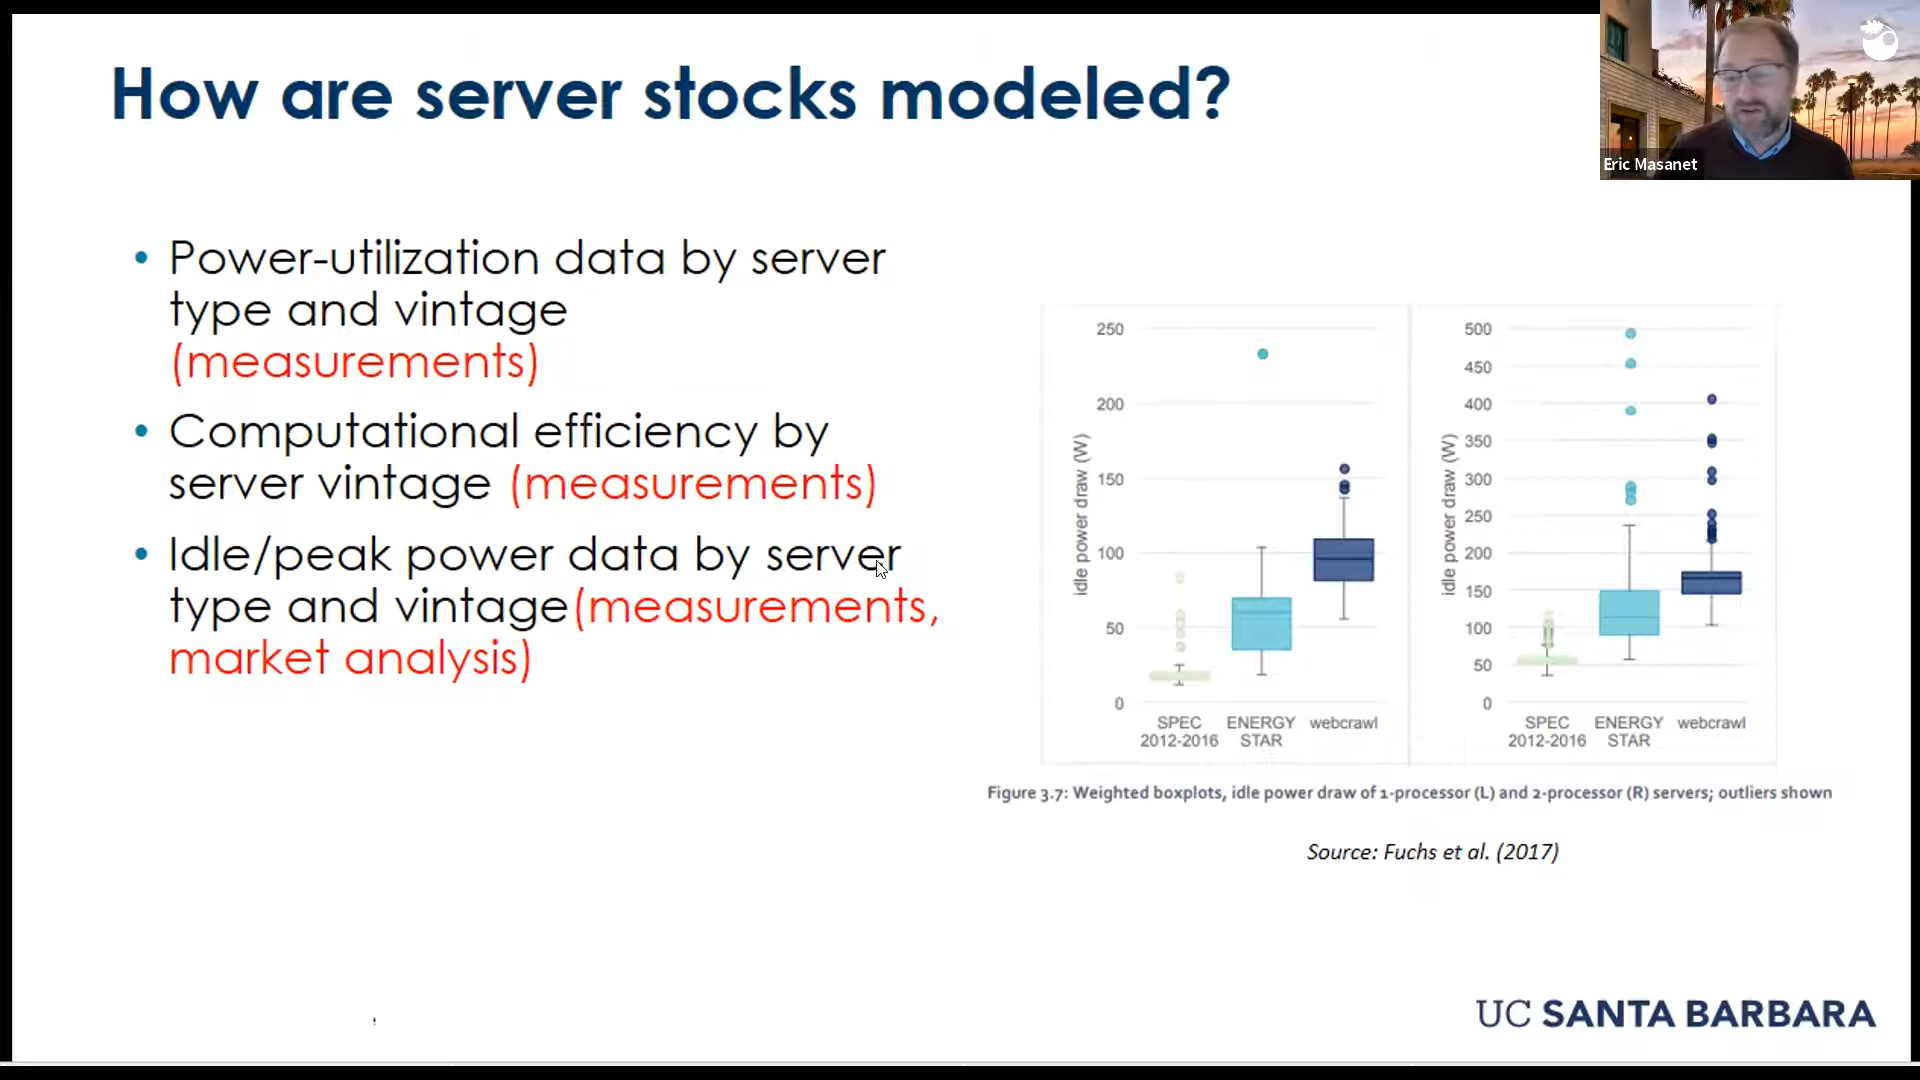 How are server stocks modeled?
Eric Masanet
• Power-utilization data by server
type and vintage
(measurements)
• Computational efficiency by
server vintage (measurements)
• Idle/peak power data by server
type and vintage(measurements,
market analysis)
250
200
150
100
50
0
idle power draw (W)
SPEC
2012-2016
ENERGY
STAR
webcrawl
500
450
400
350
300
250
200
150
100
50
0
idle power draw (W)
SPEC
2012-2016
ENERGY
STAR
webcrawl
Figure 3.7: Weighted boxplots, idle power draw of 1-processor (L) and 2-processor (R) servers; outliers shown
Source: Fuchs et al. (2017)
UC SANTA BARBARA